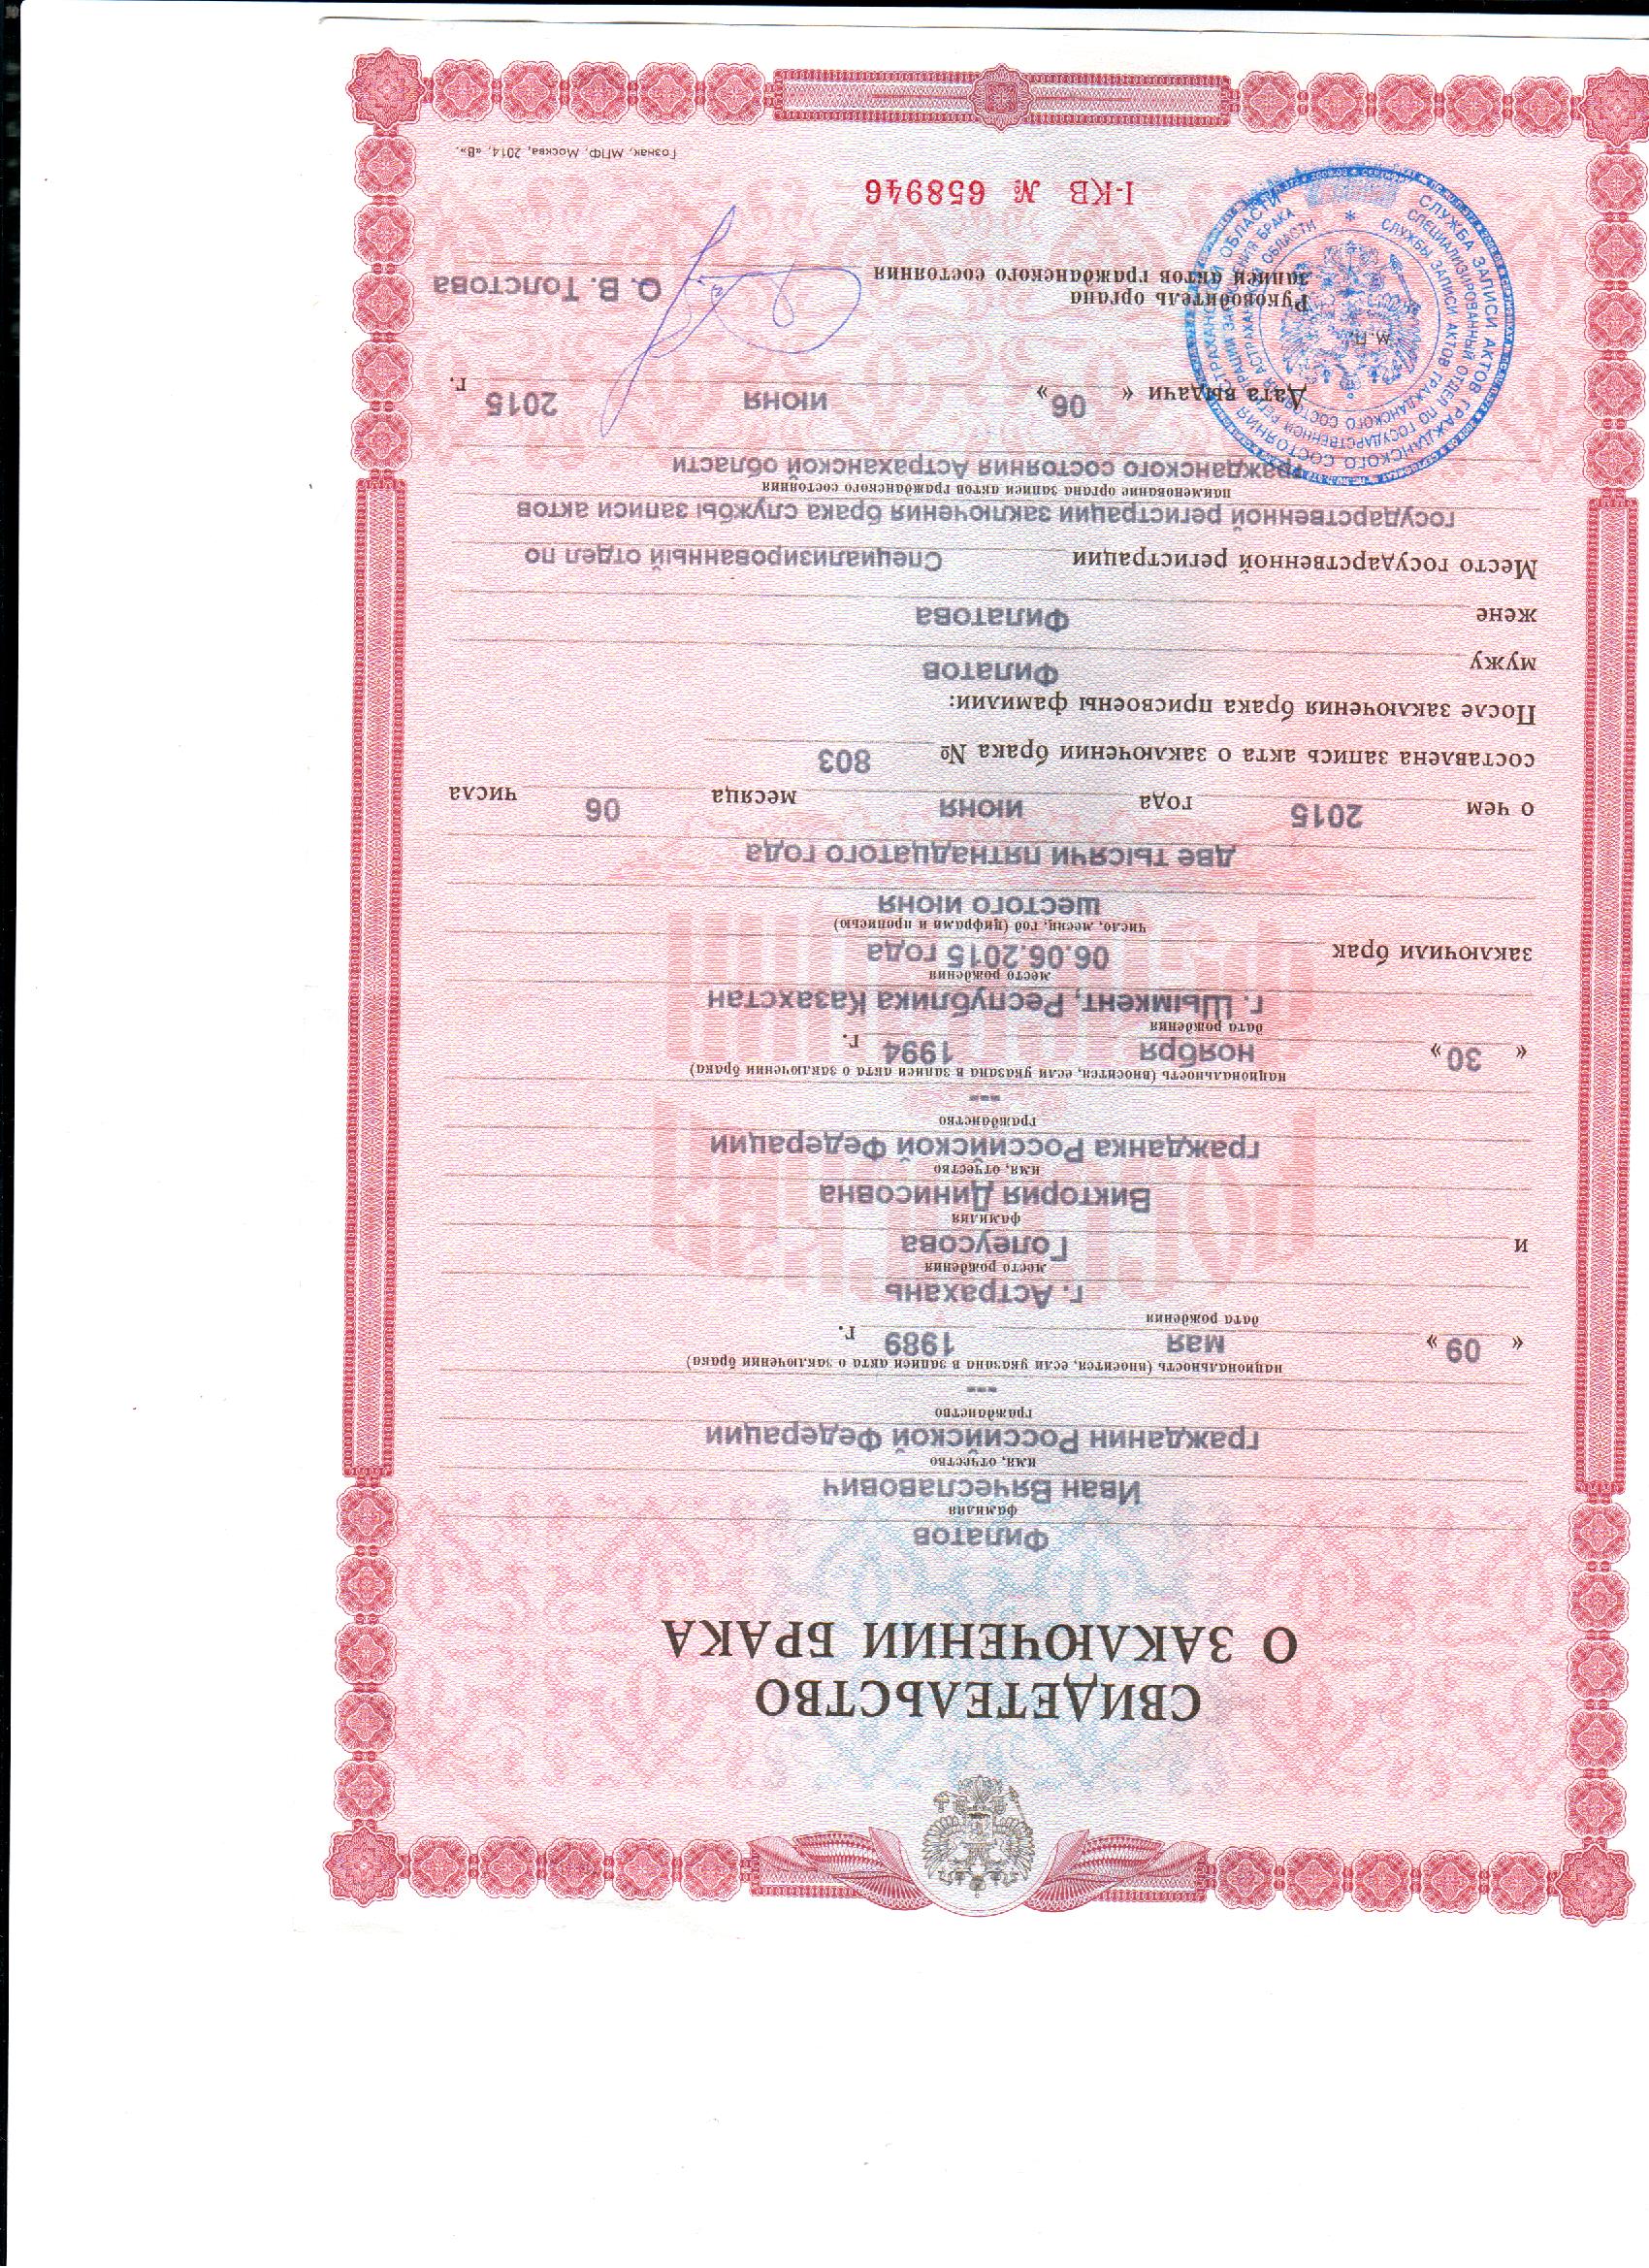 СВИДЕТЕЛЬСТВО
О ЗАКЛЮЧЕНИИ БРАКА
Филатов
фамилия
Иван Вячеславович
имя, отчество
гражданин Российской Федерации
гражданство
---
национальность (вносится, если указана в записи акта о заключении брака)
« 09 » мая 1989 г.
дата рождения
г. Астрахань
место рождения
и Голеусова
фамилия
Виктория Динисовна
имя, отчество
гражданка Российской Федерации
гражданство
---
национальность (вносится, если указана в записи акта о заключении брака)
« 30 » ноября 1994 г.
дата рождения
г. Шымкент, Республика Казахстан
место рождения
заключили брак 06.06.2015 года
число, месяц, год (цифрами и прописью)
шестого июня
две тысячи пятнадцатого года
о чем 2015 года июня месяца 06 числа
составлена запись акта о заключении брака № 803
После заключения брака присвоены фамилии:
мужу Филатов
жене Филатова
Место государственной регистрации Специализированный отдел по
государственной регистрации заключения брака службы записи актов
наименование органа записи актов гражданского состояния
гражданского состояния Астраханской области
Дата выдачи « 06 » июня 2015 г.
М.П.
Руководитель органа
записи актов гражданского состояния О. В. Толстова
I-КВ № 658946
Гознак, МПФ, Москва, 2014, «В».
СЛУЖБА ЗАПИСИ АКТОВ ГРАЖДАНСКОГО СОСТОЯНИЯ АСТРАХАНСКОЙ ОБЛАСТИ
СПЕЦИАЛИЗИРОВАННЫЙ ОТДЕЛ ПО ГОСУДАРСТВЕННОЙ РЕГИСТРАЦИИ ЗАКЛЮЧЕНИЯ БРАКА
СЛУЖБЫ ЗАПИСИ АКТОВ ГРАЖДАНСКОГО СОСТОЯНИЯ АСТРАХАНСКОЙ ОБЛАСТИ